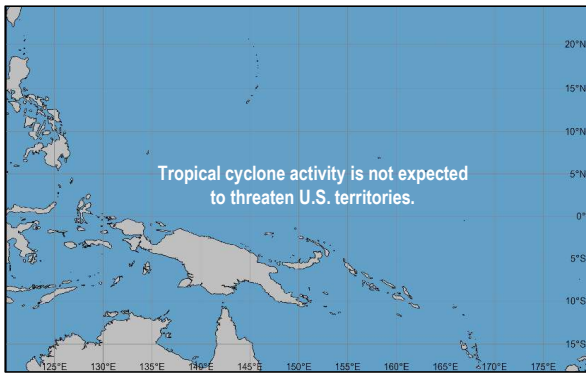 20°N
15°N
10°N
Tropical cyclone activity is not expected
5°N
to threaten U.S. territories.
0°
5°S
10°S
15°S
125°E 130°E 135°E 140°E 145°E 150°E 155°E 160°E 165°E 170°E 175°E